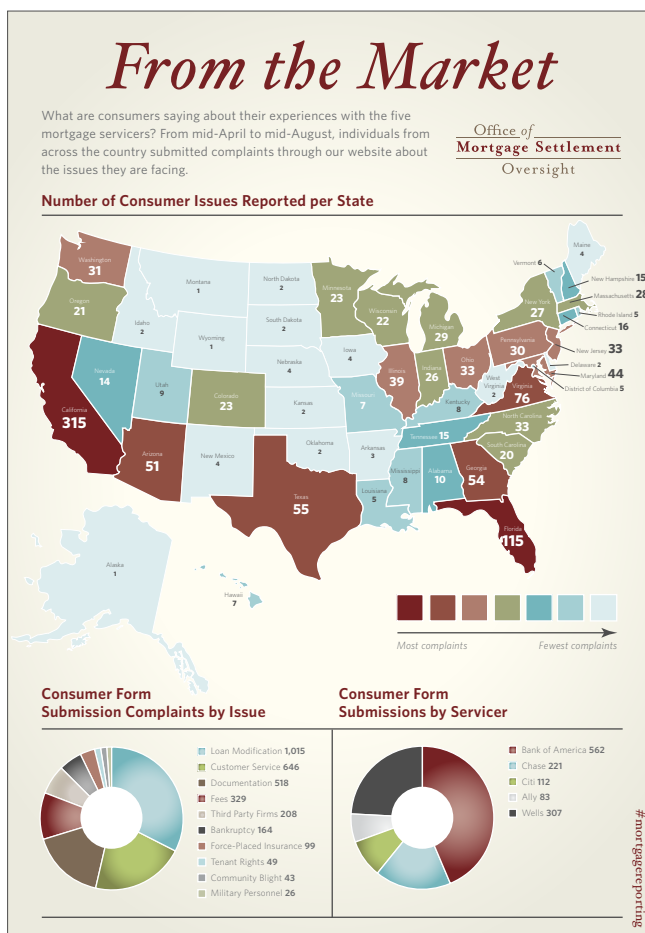 From the Market
What are consumers saying about their experiences with the five
mortgage servicers? From mid-April to mid-August, individuals from
across the country submitted complaints through our website about
the issues they are facing.
Office of
Mortgage Settlement
Oversight
Number of Consumer Issues Reported per State
Washington
31
Oregon
21
California
315
Nevada
14
Idaho
2
Montana
1
Wyoming
1
Utah
9
Arizona
51
Colorado
23
New Mexico
4
North Dakota
2
South Dakota
2
Nebraska
4
Kansas
2
Oklahoma
2
Texas
55
Minnesota
23
Iowa
4
Missouri
7
Arkansas
3
Louisiana
5
Wisconsin
22
Illinois
39
Michigan
29
Indiana
26
Ohio
33
Kentucky
8
Tennessee 15
Mississippi
8
Alabama
10
Georgia
54
Florida
115
South Carolina
20
North Carolina
33
Virginia
76
West
Virginia
2
Pennsylvania
30
New York
27
Vermont 6
Maine
4
New Hampshire 15
Massachusetts 28
Rhode Island 5
Connecticut 16
New Jersey 33
Delaware 2
Maryland 44
District of Columbia 5
Alaska
1
Hawaii
7
Most complaints
Fewest complaints
Consumer Form
Submission Complaints by Issue
Loan Modification 1,015
Customer Service 646
Documentation 518
Fees 329
Third Party Firms 208
Bankruptcy 164
Force-Placed Insurance 99
Tenant Rights 49
Community Blight 43
Military Personnel 26
Consumer Form
Submissions by Servicer
Bank of America 562
Chase 221
Citi 112
Ally 83
Wells 307
#mortgagereporting